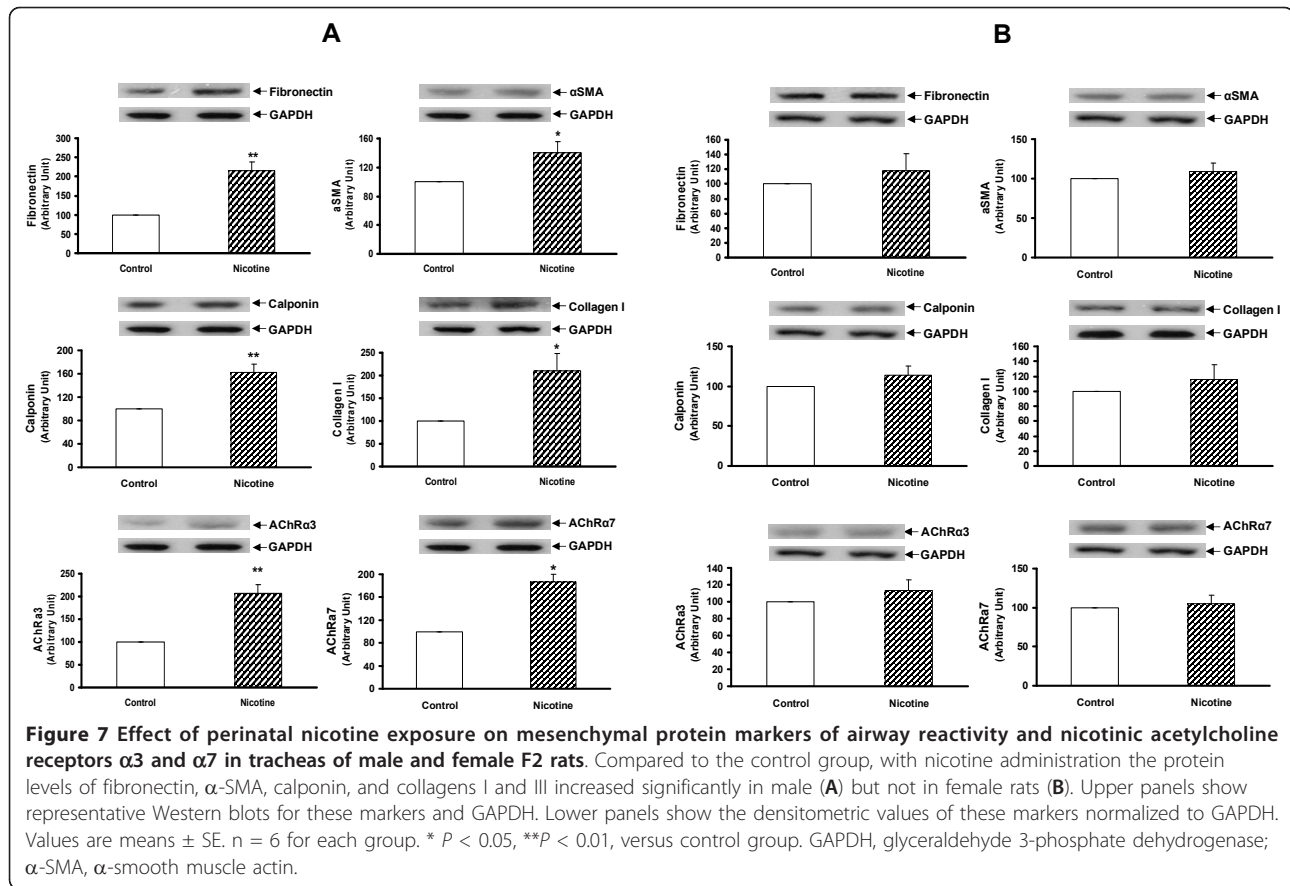 A
B
Fibronectin
GAPDH
Fibronectin
(Arbitrary Unit)
300
250
200
150
100
50
0
**
Control
Nicotine
αSMA
GAPDH
aSMA
(Arbitrary Unit)
160
120
80
40
0
*
Control
Nicotine
Calponin
GAPDH
Calponin
(Arbitrary Unit)
200
160
120
80
40
0
**
Control
Nicotine
Collagen I
GAPDH
Collagen I
(Arbitrary Unit)
250
200
150
100
50
0
*
Control
Nicotine
AChRα3
GAPDH
AChRa3
(Arbitrary Unit)
250
200
150
100
50
0
**
Control
Nicotine
AChRα7
GAPDH
AChRa7
(Arbitrary Unit)
200
160
120
80
40
0
*
Control
Nicotine
Fibronectin
GAPDH
Fibronectin
(Arbitrary Unit)
160
140
120
100
80
60
40
20
0
Control
Nicotine
αSMA
GAPDH
aSMA
(Arbitrary Unit)
150
100
50
0
Control
Nicotine
Calponin
GAPDH
Calponin
(Arbitrary Unit)
150
100
50
0
Control
Nicotine
Collagen I
GAPDH
Collagen I
(Arbitrary Unit)
160
140
120
100
80
60
40
20
0
Control
Nicotine
AChRα3
GAPDH
AChRa3
(Arbitrary Unit)
140
120
100
80
60
40
20
0
Control
Nicotine
AChRα7
GAPDH
AChRa7
(Arbitrary Unit)
150
100
50
0
Control
Nicotine
Figure 7 Effect of perinatal nicotine exposure on mesenchymal protein markers of airway reactivity and nicotinic acetylcholine
receptors α3 and α7 in tracheas of male and female F2 rats. Compared to the control group, with nicotine administration the protein
levels of fibronectin, α-SMA, calponin, and collagens I and III increased significantly in male (A) but not in female rats (B). Upper panels show
representative Western blots for these markers and GAPDH. Lower panels show the densitometric values of these markers normalized to GAPDH.
Values are means ± SE. n = 6 for each group. * P < 0.05, **P < 0.01, versus control group. GAPDH, glyceraldehyde 3-phosphate dehydrogenase;
α-SMA, α-smooth muscle actin.